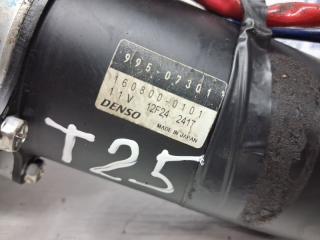 995-07301
160800-0101
11V 12F24 2417
DENSO
MADE IN JAPAN
T25